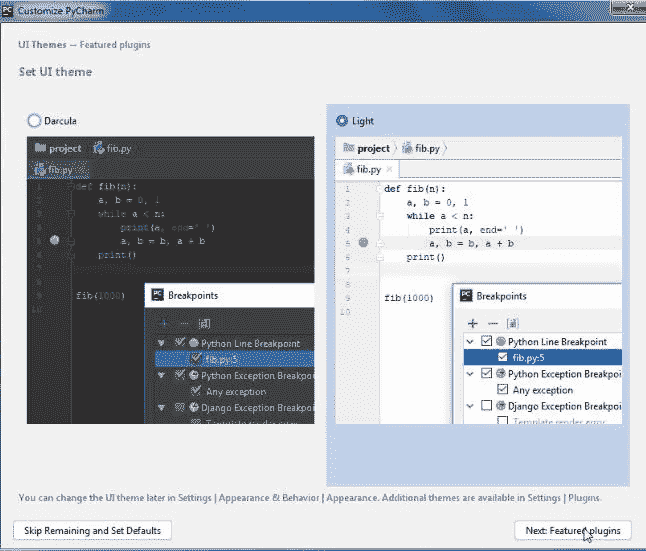 Customize PyCharm
UI Themes — Featured plugins
Set UI theme
Darcula
project fib.py
fib.py
1 def fib(n):
2 a, b = 0, 1
3 while a < n:
4 print(a, end=' ')
5 a, b = b, a + b
6 print()
7
8
9 fib(1000)
10
Breakpoints
Python Line Breakpoint
fib.py:5
Python Exception Breakpoi
Any exception
Django Exception Breakpoi
Template render error
Light
project fib.py
fib.py
1 def fib(n):
2 a, b = 0, 1
3 while a < n:
4 print(a, end=' ')
5 a, b = b, a + b
6 print()
7
8
9 fib(1000)
10
Breakpoints
Python Line Breakpoint
fib.py:5
Python Exception Breakpoi
Any exception
Django Exception Breakpoi
Template render error
You can change the UI theme later in Settings | Appearance & Behavior | Appearance. Additional themes are available in Settings | Plugins.
Skip Remaining and Set Defaults
Next: Featured plugins